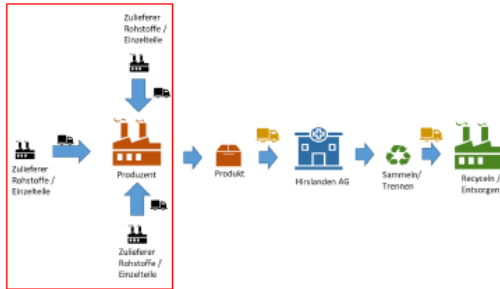 Zulieferer
Rohstoffe /
Einzelteile
Zulieferer
Rohstoffe /
Einzelteile
Produzent
Produkt
Hirslanden AG
Sammeln/
Trennen
Recyceln /
Entsorgen
Zulieferer
Rohstoffe /
Einzelteile